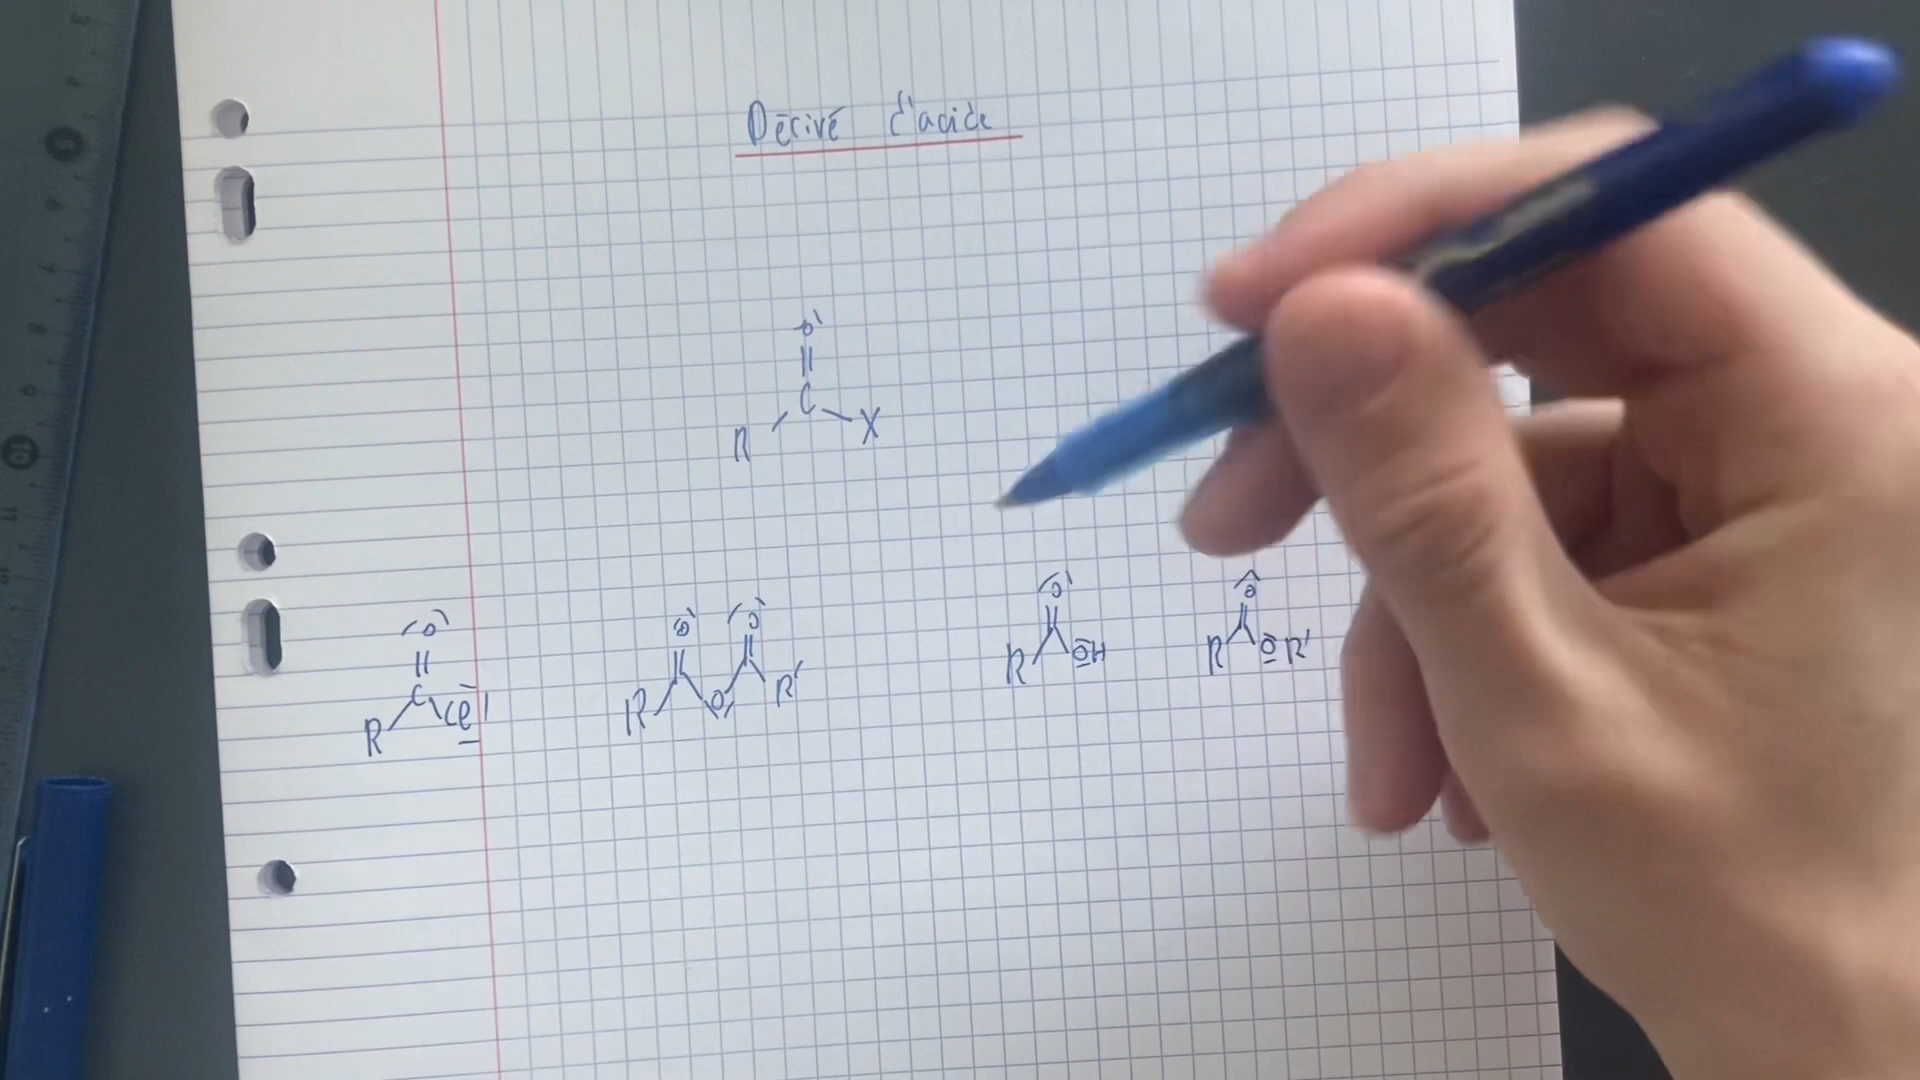 Dérivé d'acide
O
C
R X
O O O O O
R C Cl R O R' R OH R OR'